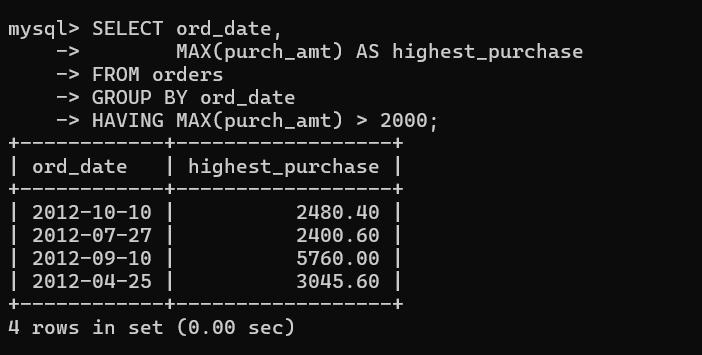 mysql> SELECT ord_date,
    ->        MAX(purch_amt) AS highest_purchase
    -> FROM orders
    -> GROUP BY ord_date
    -> HAVING MAX(purch_amt) > 2000;
+------------+------------------+
| ord_date   | highest_purchase |
+------------+------------------+
| 2012-10-10 |          2480.40 |
| 2012-07-27 |          2400.60 |
| 2012-09-10 |          5760.00 |
| 2012-04-25 |          3045.60 |
+------------+------------------+
4 rows in set (0.00 sec)